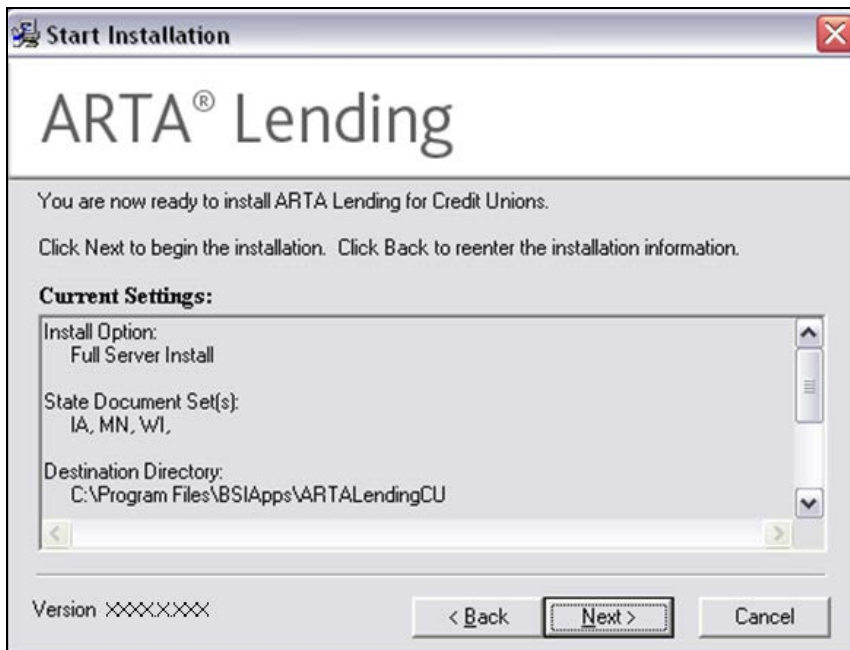 Start Installation
ARTA® Lending
You are now ready to install ARTA Lending for Credit Unions.
Click Next to begin the installation.  Click Back to reenter the installation information.
Current Settings:
Install Option:
Full Server Install
State Document Set(s):
IA, MN, WI,
Destination Directory:
C:\Program Files\BSIApps\ARTALendingCU
Version XXXX.X.XXX
< Back
Next >
Cancel